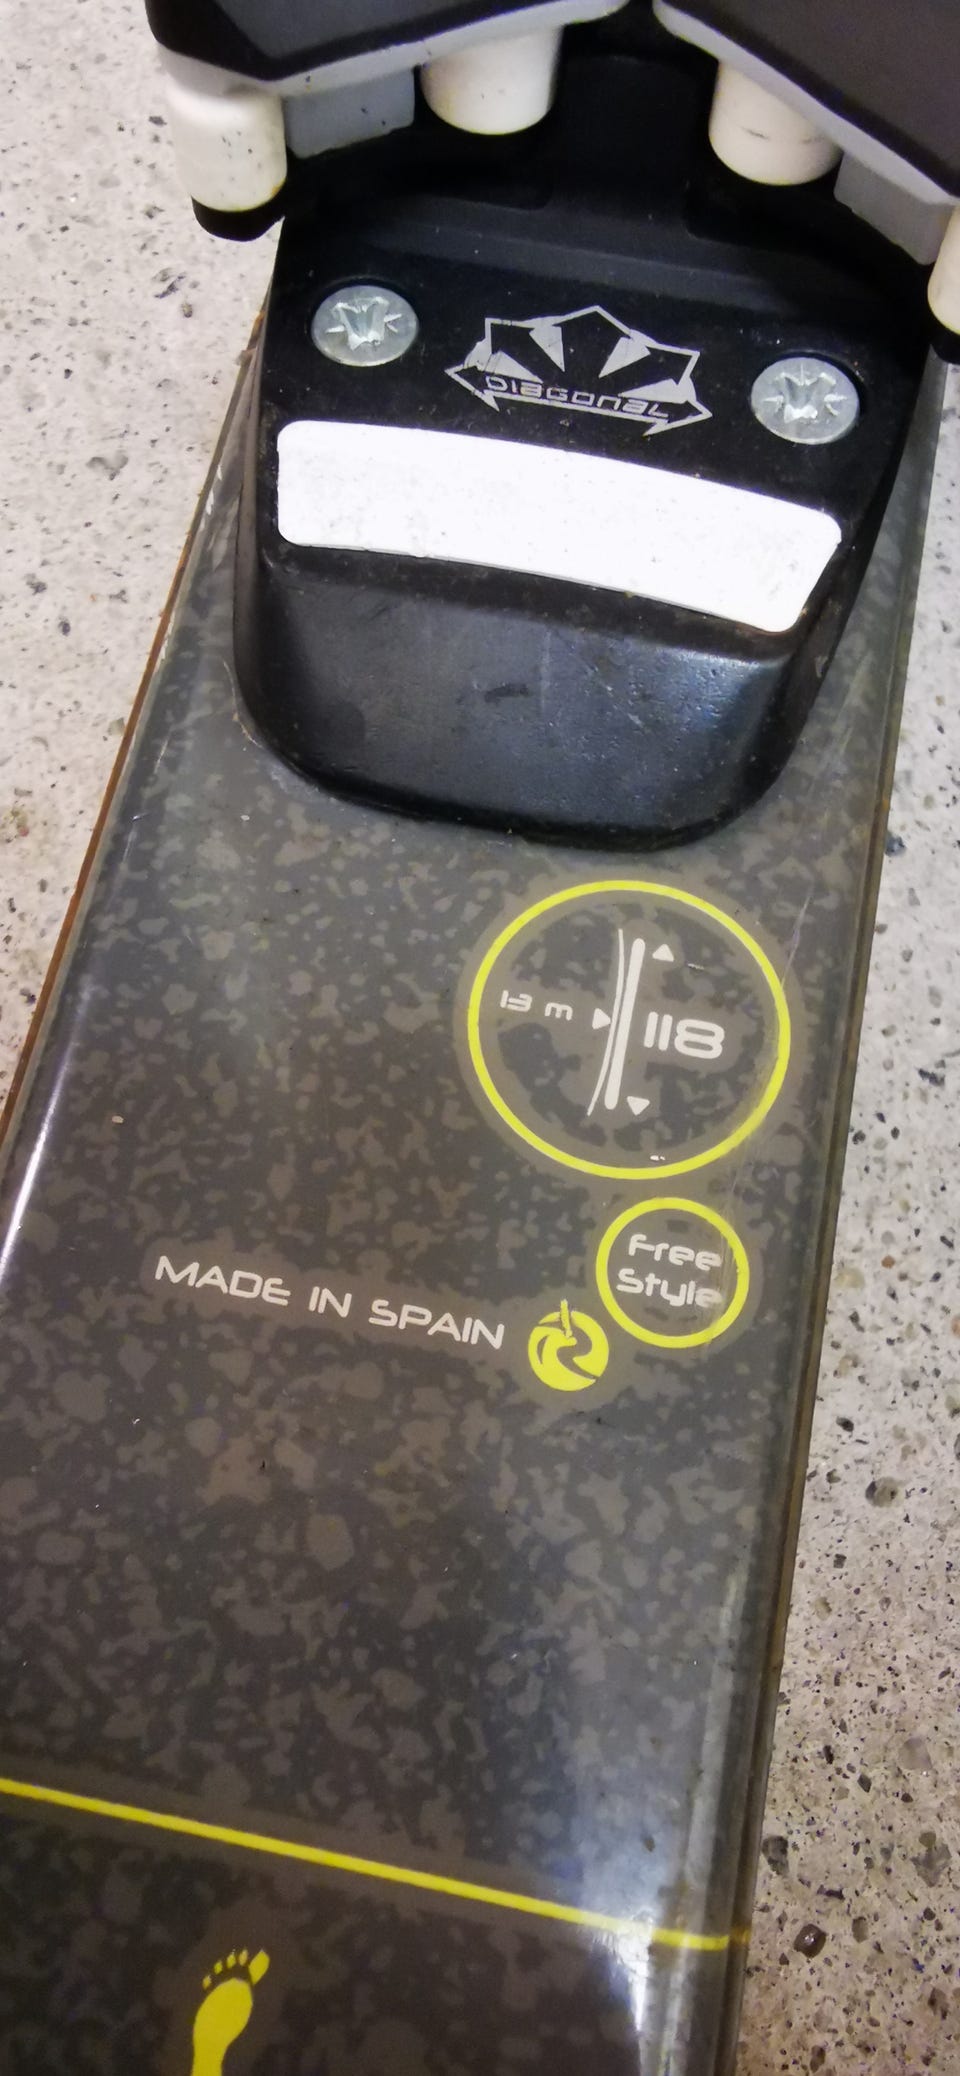 DIAGONAL
13 m
118
Free
Style
MADE IN SPAIN